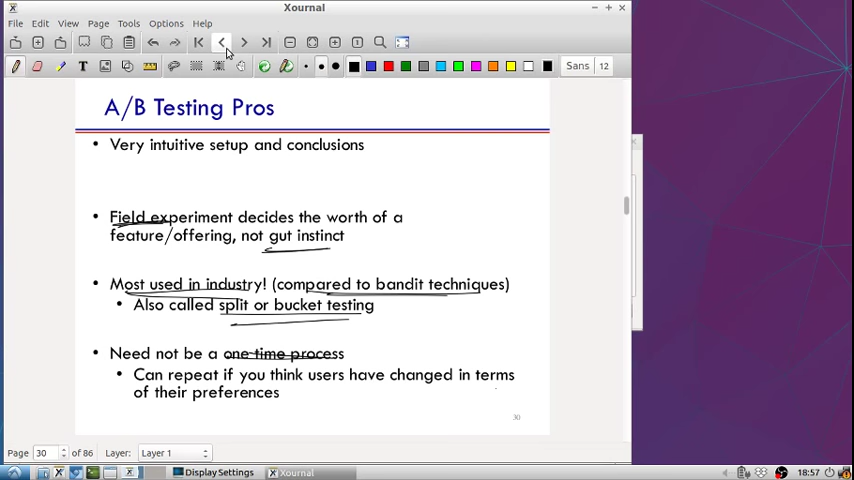 Xournal
File Edit View Page Tools Options Help
T Sans 12
A/B Testing Pros
• Very intuitive setup and conclusions
• Field experiment decides the worth of a
feature/offering, not gut instinct
• Most used in industry! (compared to bandit techniques)
• Also called split or bucket testing
• Need not be a one time process
• Can repeat if you think users have changed in terms
of their preferences
30
Page 30 of 86 Layer: Layer 1
Display Settings Xournal 18:57